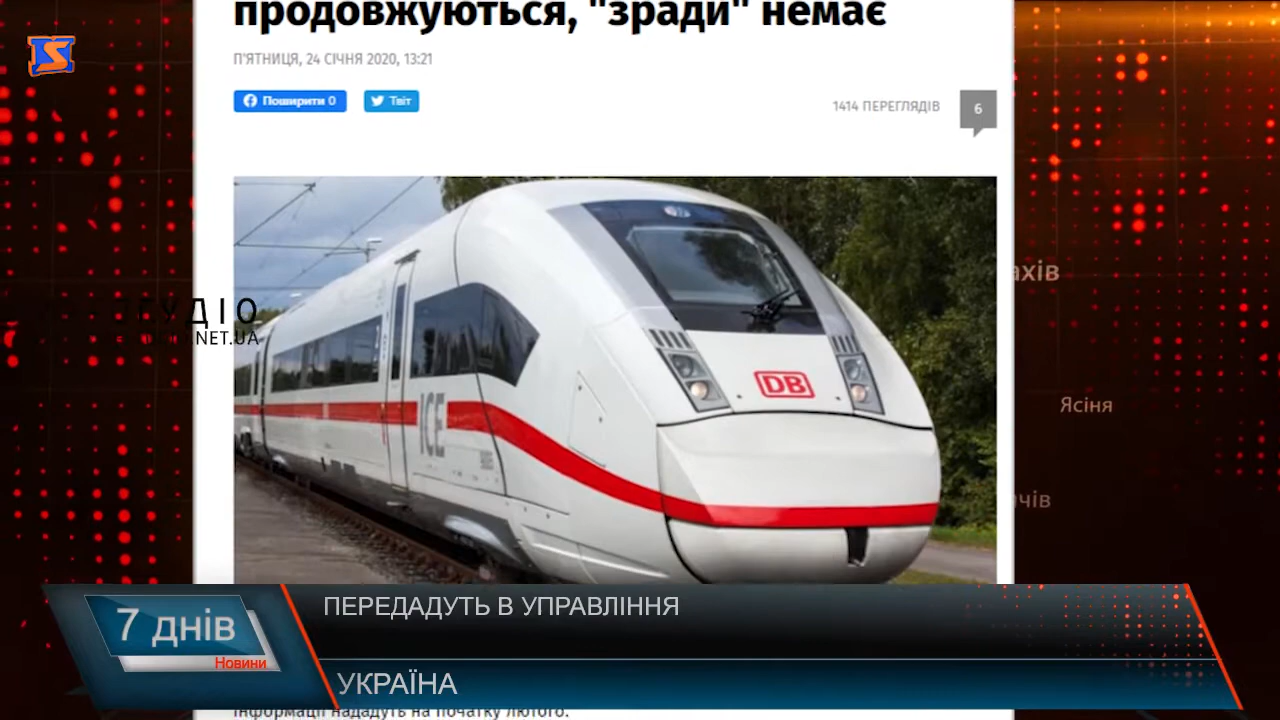 продовжуються, "зради" немає
П'ЯТНИЦЯ, 24 СІЧНЯ 2020, 13:21
Поширити 0
Твіт
1414 ПЕРЕГЛЯДІВ
6
.NET.UA
DB
ICE
Ясіня
7 днів
Новини
ПЕРЕДАДУТЬ В УПРАВЛІННЯ
УКРАЇНА
інформації нададуть на початку лютого.